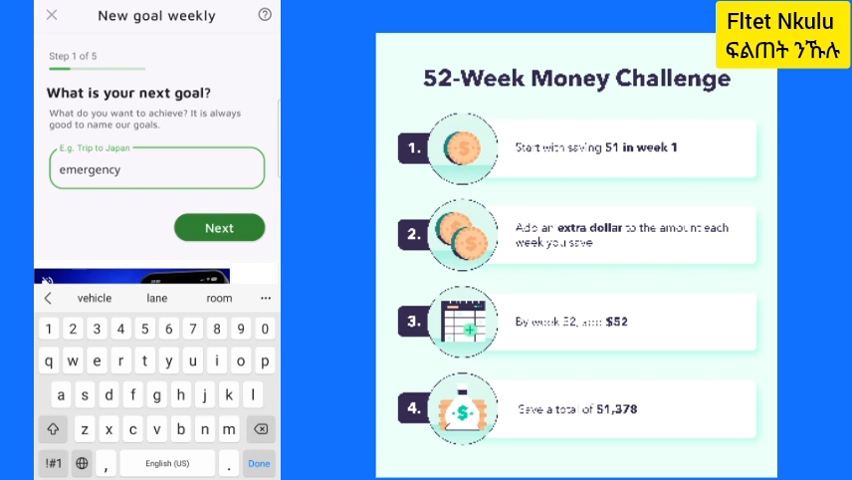 New goal weekly
Step 1 of 5
What is your next goal?
What do you want to achieve? It is always
good to name our goals.
E.g. Trip to Japan
emergency
Next
vehicle lane room
1 2 3 4 5 6 7 8 9 0
q w e r t y u i o p
a s d f g h j k l
z x c v b n m
!#1 , English (US) . Done
Fltet Nkulu
ፍልጠት ንኹሉ
52-Week Money Challenge
1. Start with saving $1 in week 1
2. Add an extra dollar to the amount each
week you save
3. By week 52, $52
4. Save a total of $1,378